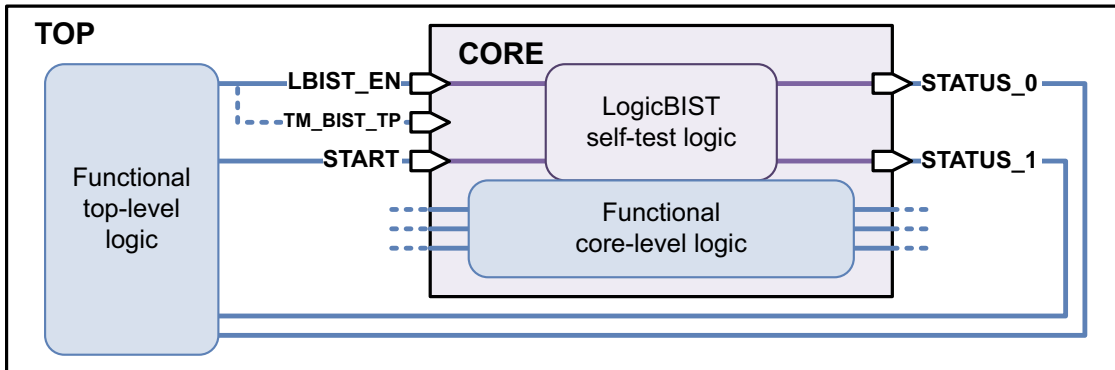 TOP
CORE
LBIST_EN
STATUS_0
LogicBIST
self-test logic
TM_BIST_TP
START
STATUS_1
Functional
top-level
logic
Functional
core-level logic